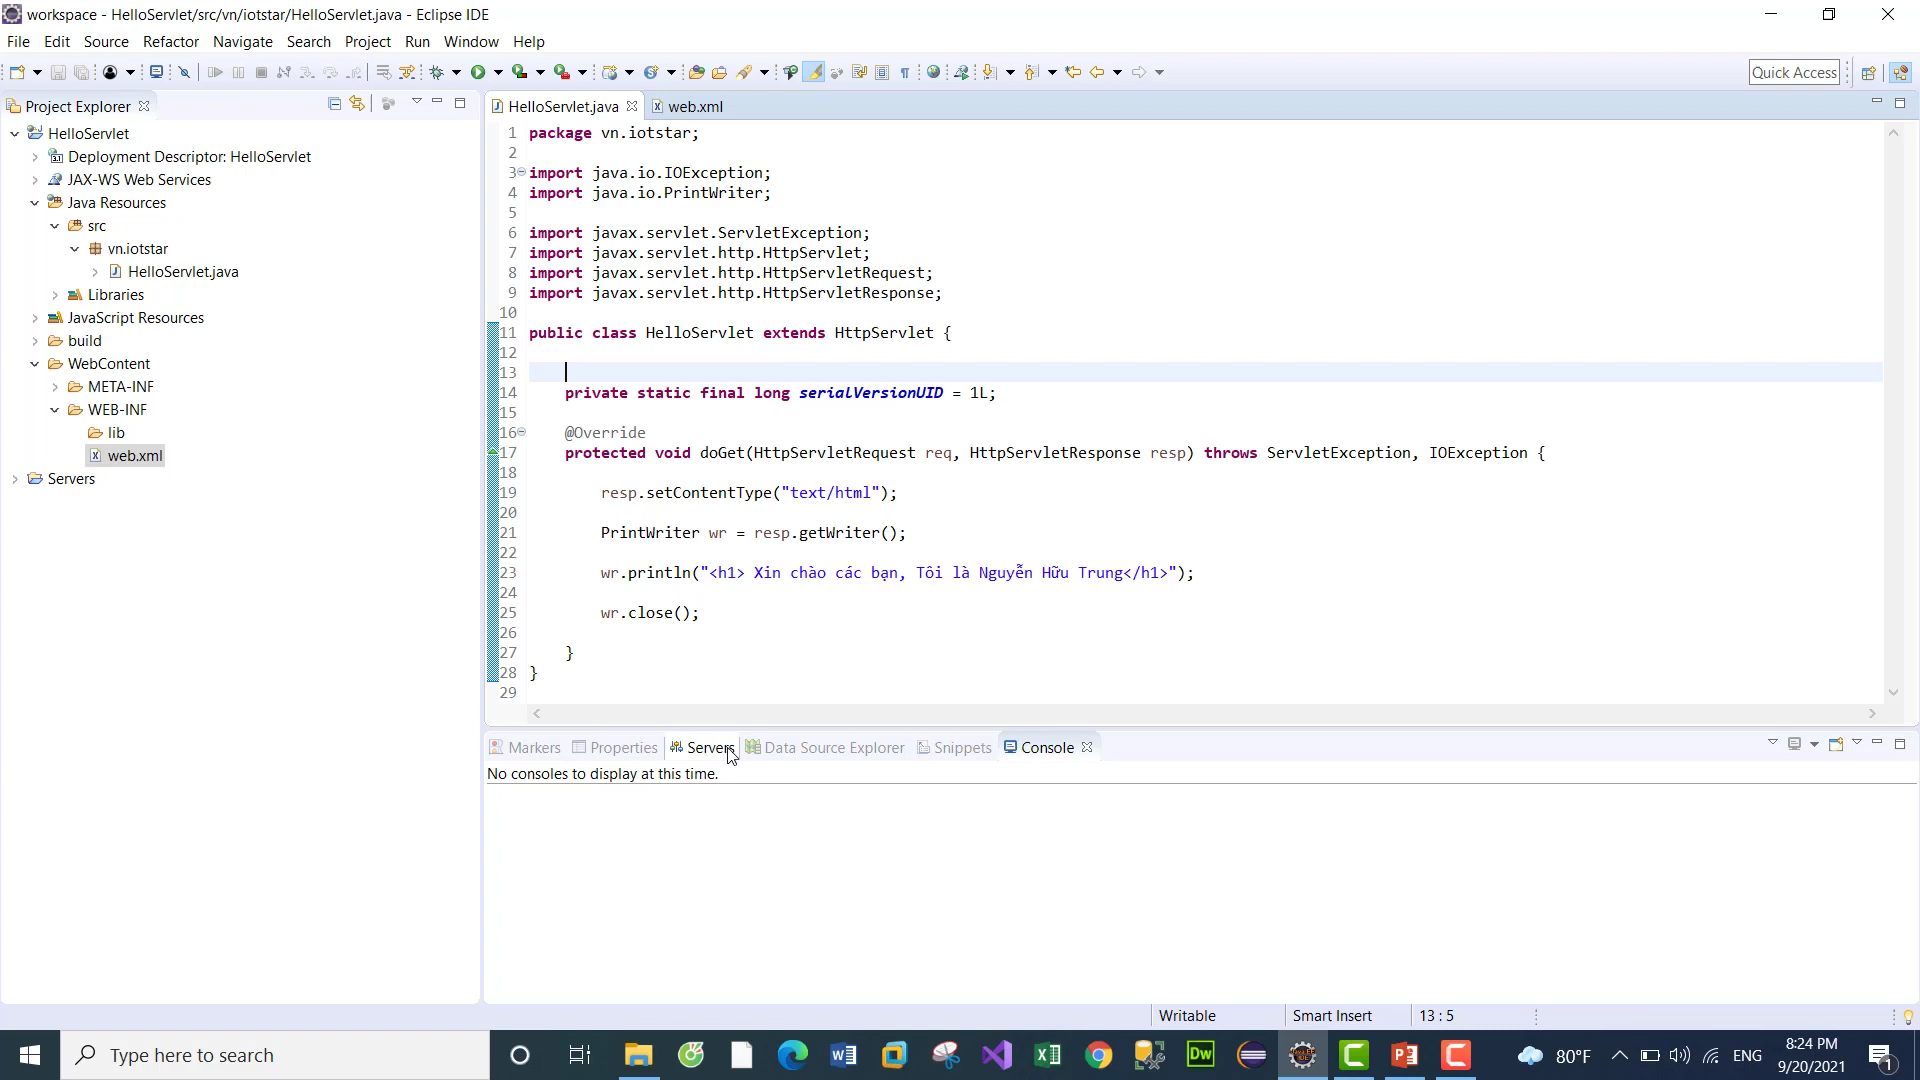 workspace - HelloServlet/src/vn/iotstar/HelloServlet.java - Eclipse IDE
File Edit Source Refactor Navigate Search Project Run Window Help
Quick Access
Project Explorer
HelloServlet
Deployment Descriptor: HelloServlet
JAX-WS Web Services
Java Resources
src
vn.iotstar
HelloServlet.java
Libraries
JavaScript Resources
build
WebContent
META-INF
WEB-INF
lib
web.xml
Servers
HelloServlet.java web.xml
1 package vn.iotstar;
2
3 import java.io.IOException;
4 import java.io.PrintWriter;
5
6 import javax.servlet.ServletException;
7 import javax.servlet.http.HttpServlet;
8 import javax.servlet.http.HttpServletRequest;
9 import javax.servlet.http.HttpServletResponse;
10
11 public class HelloServlet extends HttpServlet {
12
13
14 private static final long serialVersionUID = 1L;
15
16 @Override
17 protected void doGet(HttpServletRequest req, HttpServletResponse resp) throws ServletException, IOException {
18
19 resp.setContentType("text/html");
20
21 PrintWriter wr = resp.getWriter();
22
23 wr.println("<h1> Xin chào các bạn, Tôi là Nguyễn Hữu Trung</h1>");
24
25 wr.close();
26
27 }
28 }
29
Markers Properties Servers Data Source Explorer Snippets Console
No consoles to display at this time.
Writable Smart Insert 13 : 5
Type here to search
80°F ENG
8:24 PM
9/20/2021
1